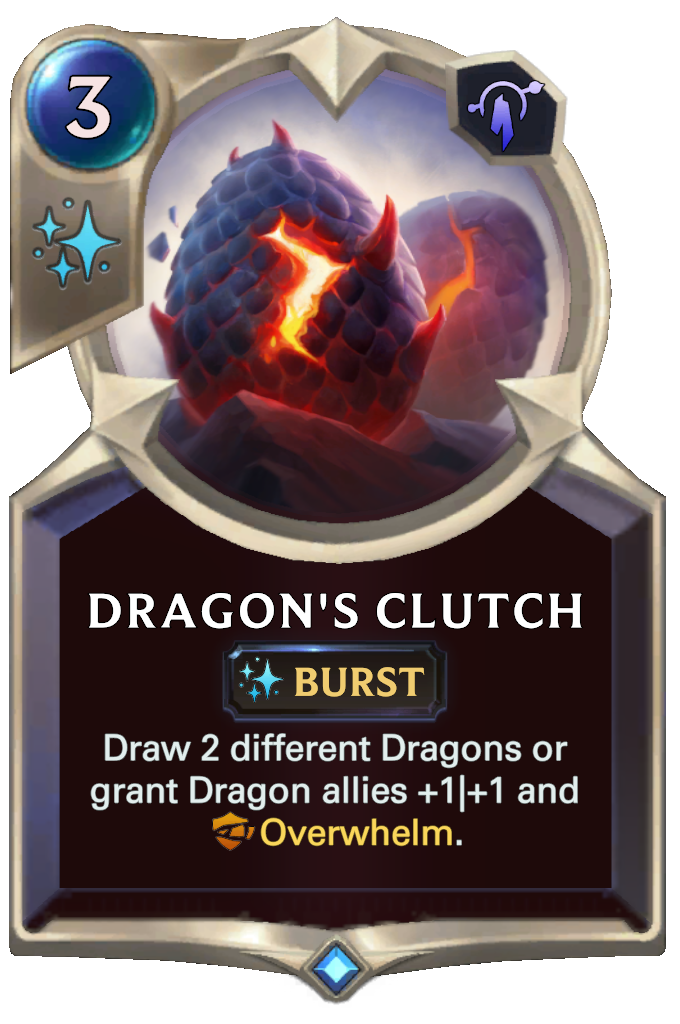 3
DRAGON'S CLUTCH
BURST
Draw 2 different Dragons or
grant Dragon allies +1|+1 and
Overwhelm.